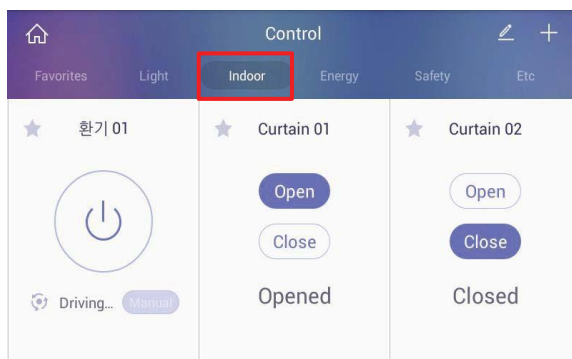 Control
Favorites Light Indoor Energy Safety Etc
환기 01 Curtain 01 Curtain 02
Open Open
Close Close
Driving... Manual Opened Closed